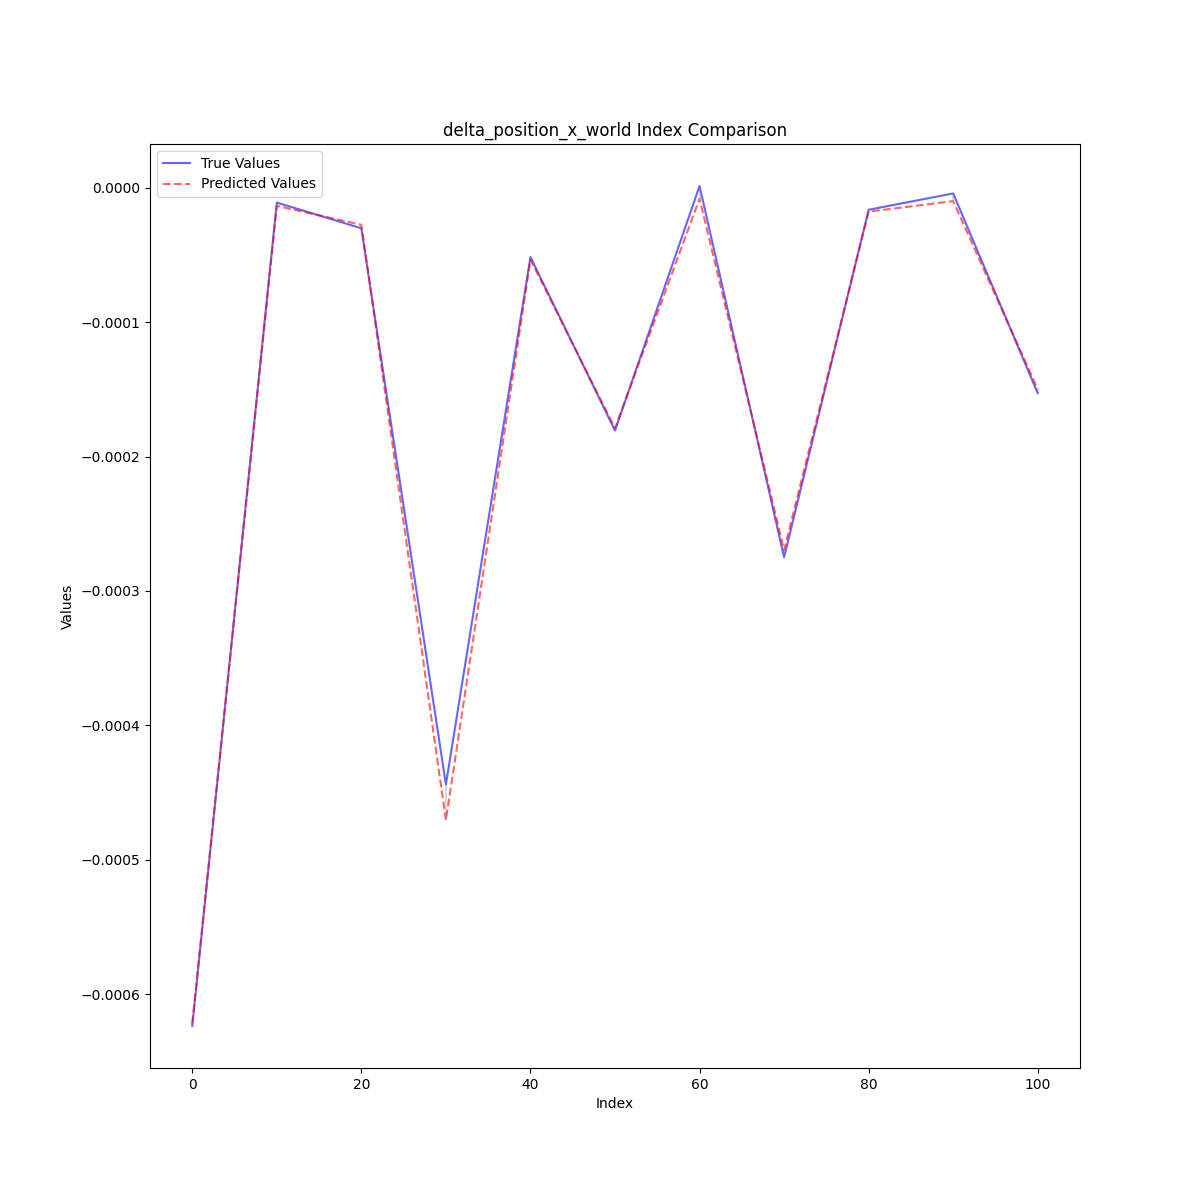 delta_position_x_world Index Comparison
True Values
Predicted Values
0.0000
−0.0001
−0.0002
−0.0003
−0.0004
−0.0005
−0.0006
Values
0 20 40 60 80 100
Index